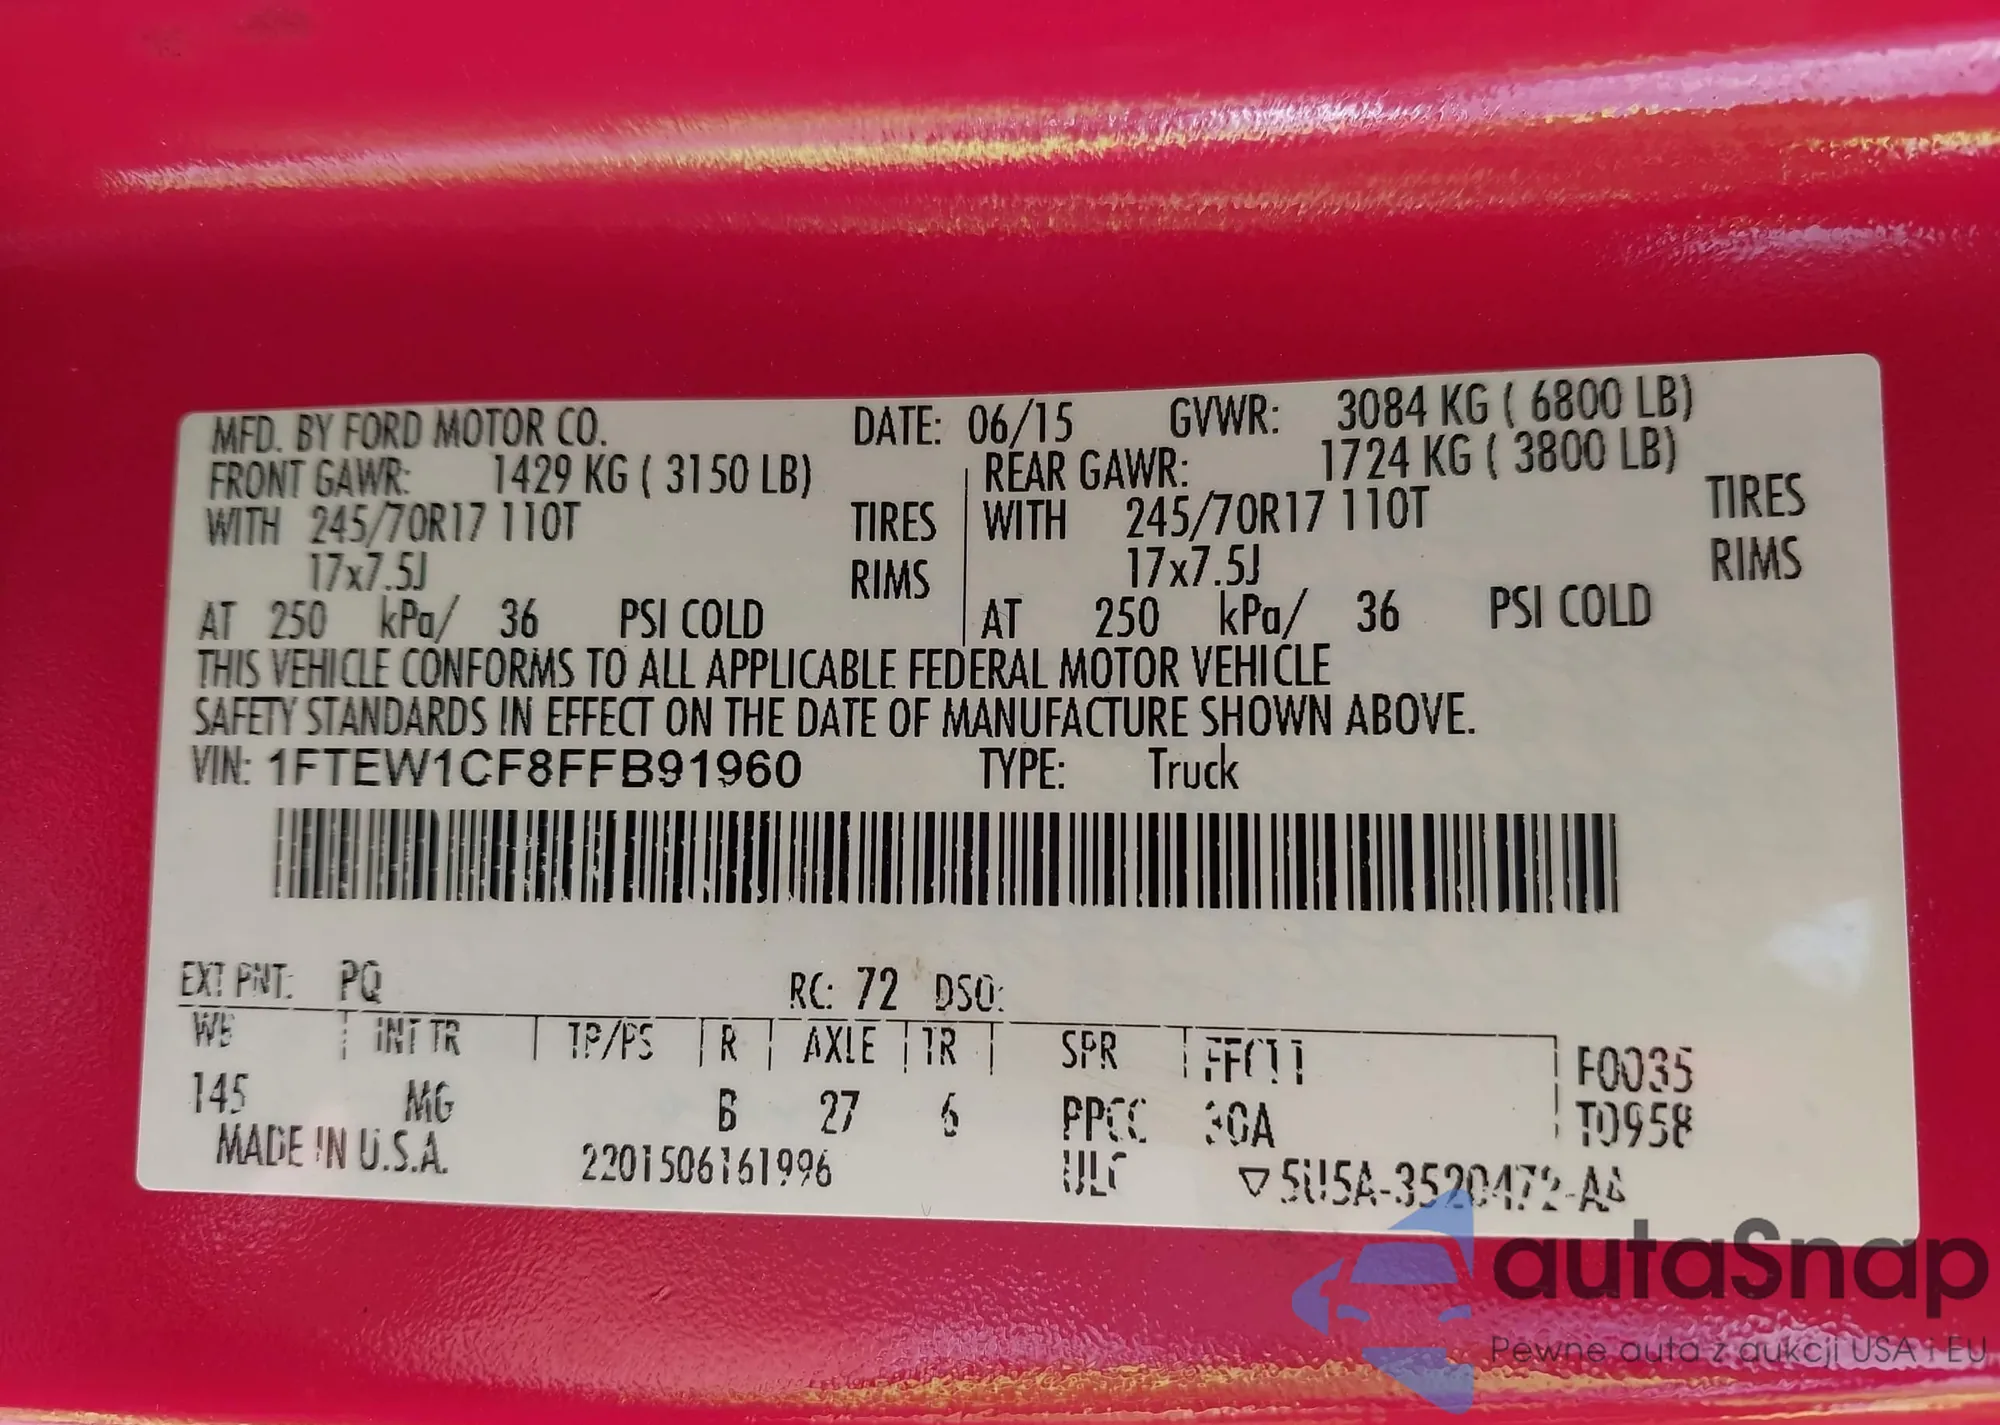 MFD. BY FORD MOTOR CO. DATE: 06/15 GVWR: 3084 KG ( 6800 LB)
FRONT GAWR: 1429 KG ( 3150 LB) REAR GAWR: 1724 KG ( 3800 LB)
WITH 245/70R17 110T TIRES WITH 245/70R17 110T TIRES
17x7.5J RIMS 17x7.5J RIMS
AT 250 kPa/ 36 PSI COLD AT 250 kPa/ 36 PSI COLD
THIS VEHICLE CONFORMS TO ALL APPLICABLE FEDERAL MOTOR VEHICLE
SAFETY STANDARDS IN EFFECT ON THE DATE OF MANUFACTURE SHOWN ABOVE.
VIN: 1FTEW1CF8FFB91960 TYPE: Truck
EXT PNT: PQ RC: 72 DSO:
WB INT TR TP/PS R AXLE TR SPR F0035
145 MG B 27 6 PPCC 30A T0958
MADE IN U.S.A. 2201506161996 ULC ▽5U5A-3520472-AA
autaSnap
Pewne auta z aukcji USA i EU